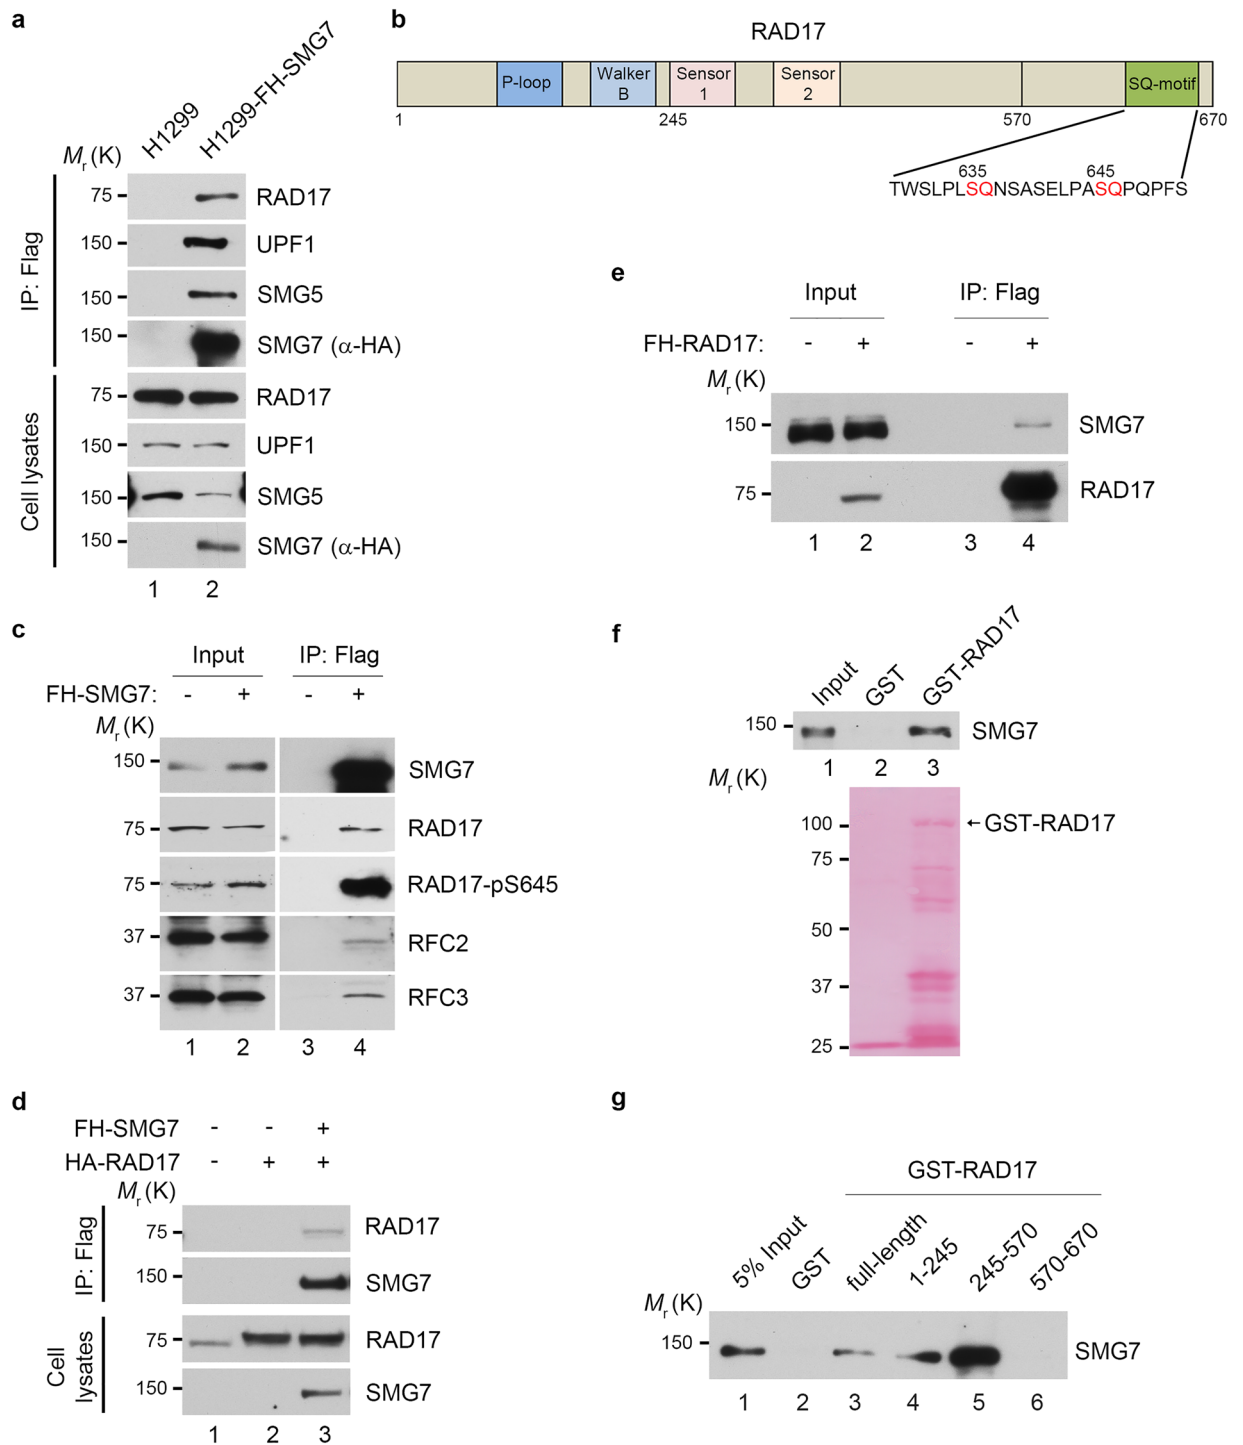 a
H1299
H1299-FH-SMG7
Mr (K)
IP: Flag
75 RAD17
150 UPF1
150 SMG5
150 SMG7 (α-HA)
Cell lysates
75 RAD17
150 UPF1
150 SMG5
150 SMG7 (α-HA)
1 2
b
RAD17
P-loop
Walker B
Sensor 1
Sensor 2
SQ-motif
1 245 570 670
635 645
TWSLPLSQNSASELPASQPQPFS
c
Input IP: Flag
FH-SMG7: - + - +
Mr (K)
150 SMG7
75 RAD17
75 RAD17-pS645
37 RFC2
37 RFC3
1 2 3 4
d
FH-SMG7 - - +
HA-RAD17 - + +
Mr (K)
IP: Flag
75 RAD17
150 SMG7
Cell lysates
75 RAD17
150 SMG7
1 2 3
e
Input IP: Flag
FH-RAD17: - + - +
Mr (K)
150 SMG7
75 RAD17
1 2 3 4
f
Input
GST
GST-RAD17
150 SMG7
1 2 3
Mr (K)
100 ←GST-RAD17
75
50
37
25
g
GST-RAD17
5% Input
GST
full-length
1-245
245-570
570-670
Mr (K)
150 SMG7
1 2 3 4 5 6